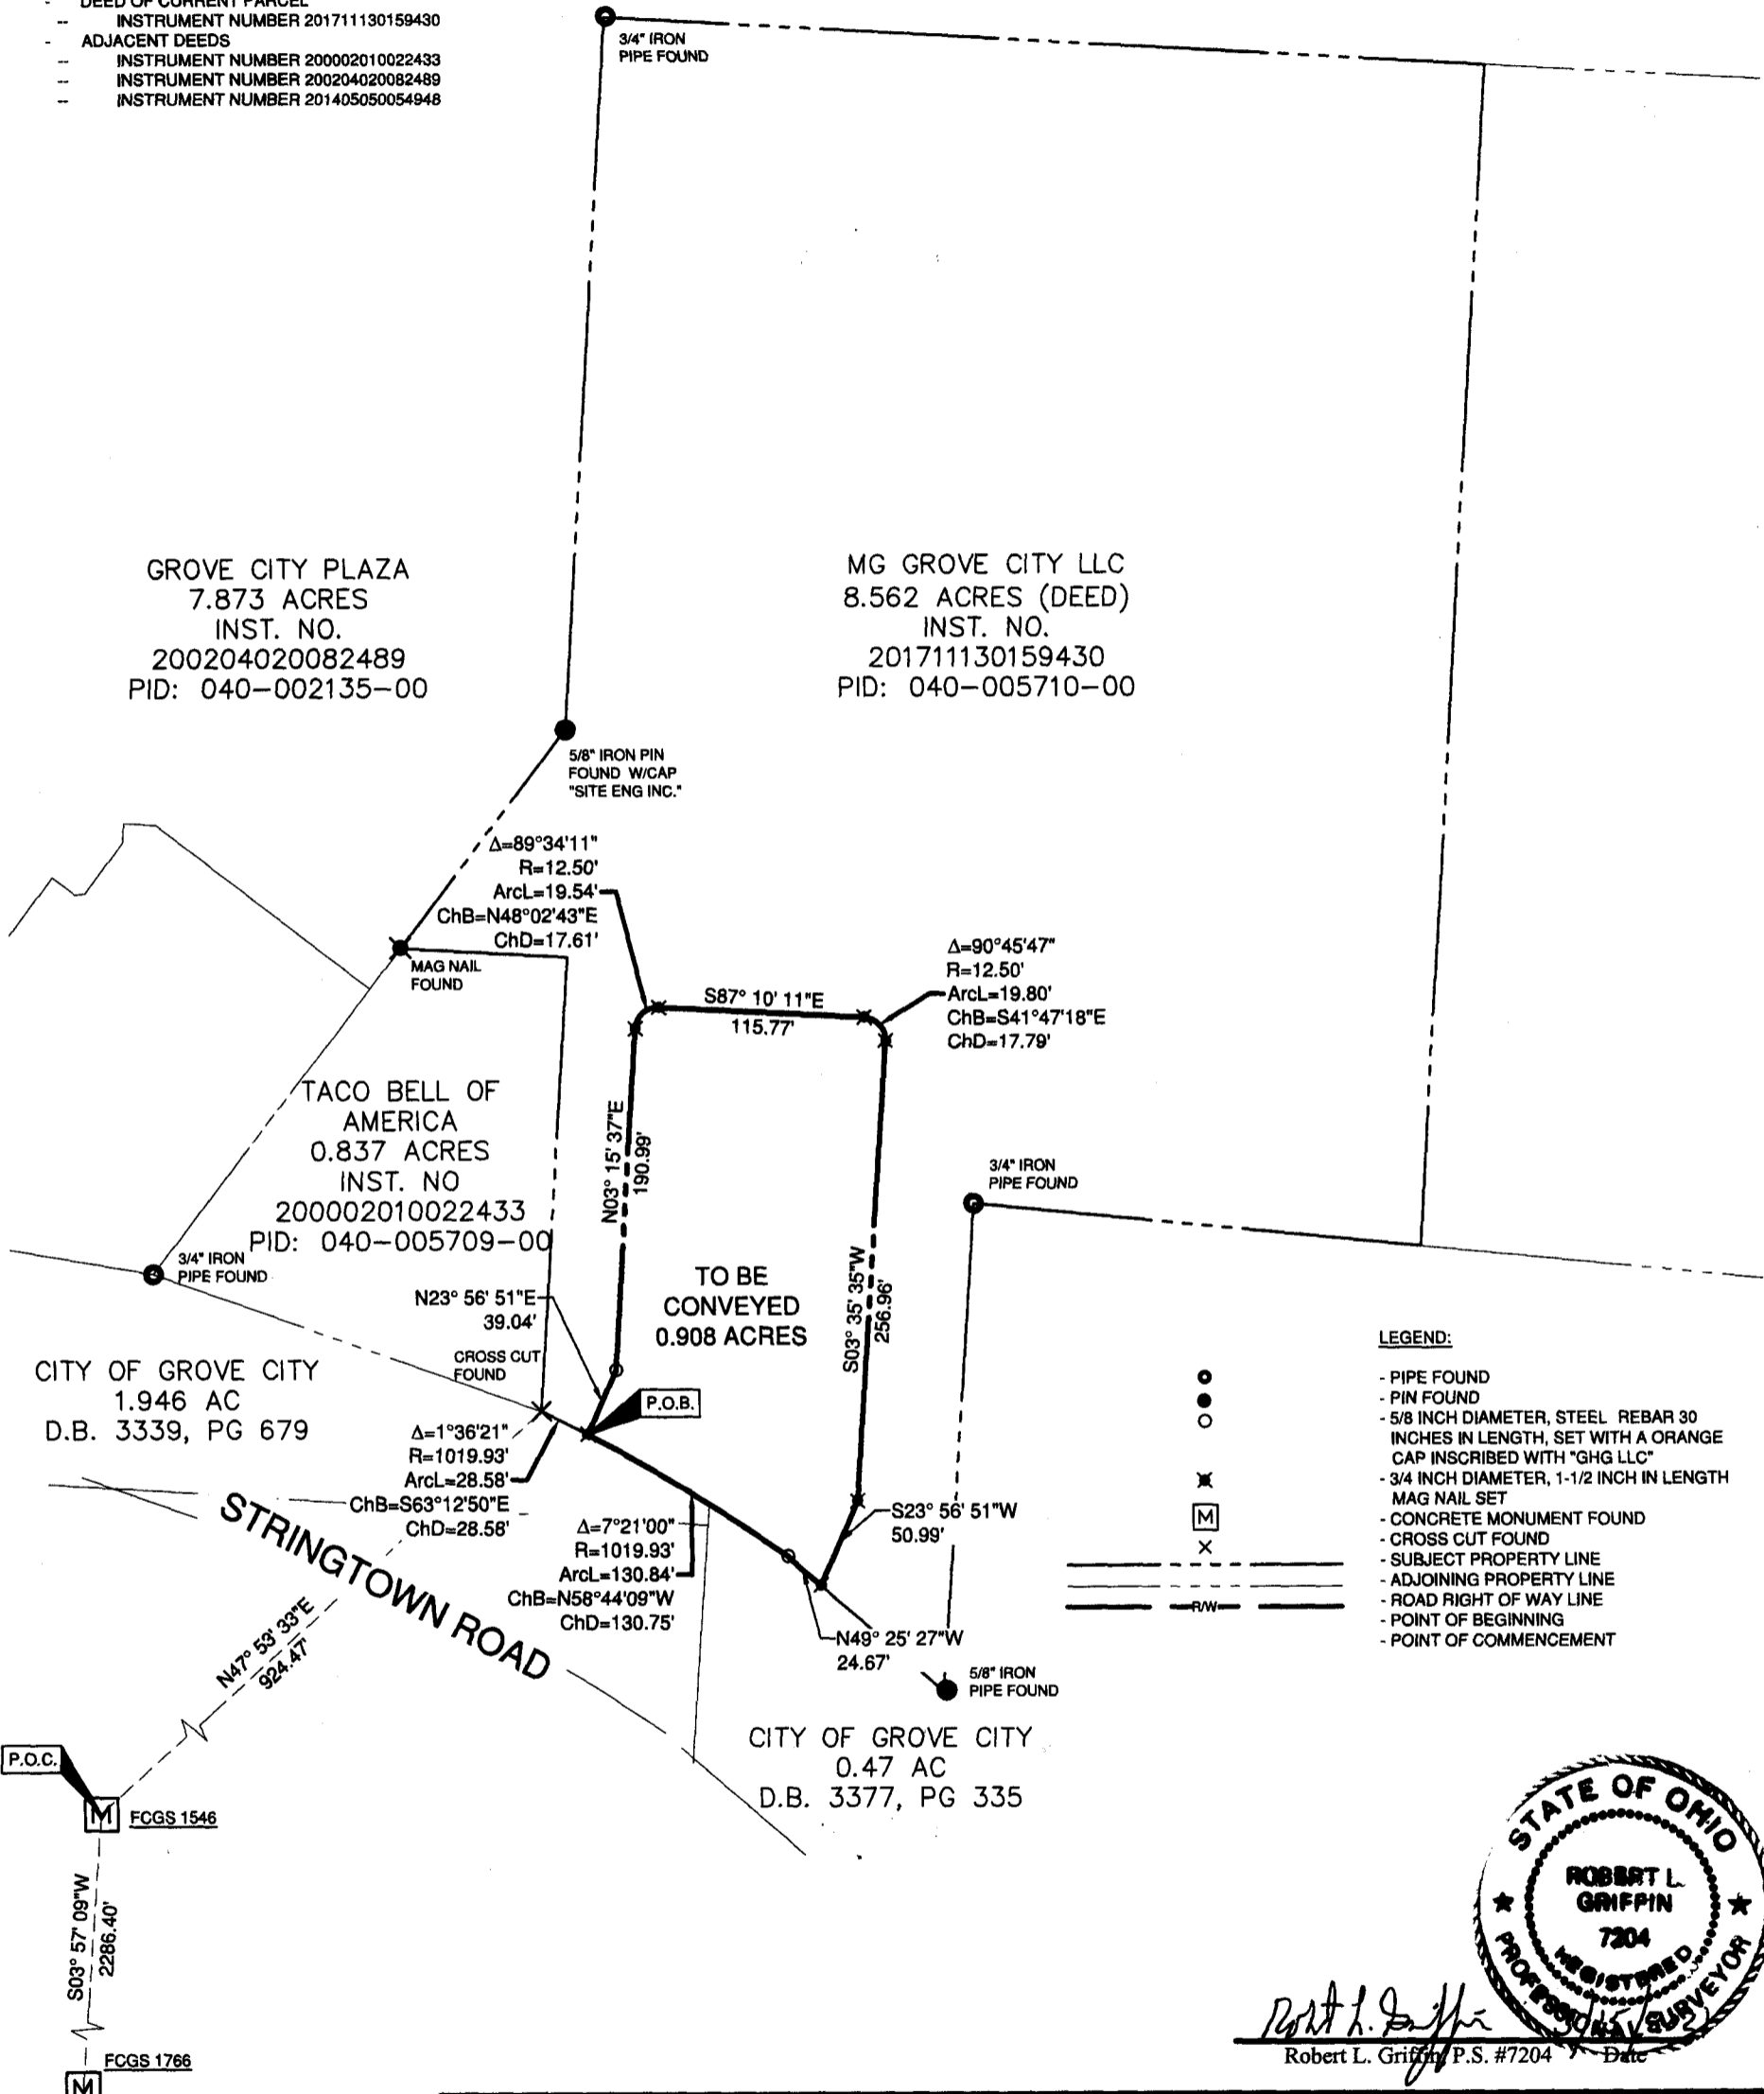 - DEED OF CURRENT PARCEL
-- INSTRUMENT NUMBER 201711130159430
- ADJACENT DEEDS
-- INSTRUMENT NUMBER 200002010022433
-- INSTRUMENT NUMBER 200204020082489
-- INSTRUMENT NUMBER 201405050054948
3/4" IRON
PIPE FOUND
GROVE CITY PLAZA
7.873 ACRES
INST. NO.
200204020082489
PID: 040-002135-00
MG GROVE CITY LLC
8.562 ACRES (DEED)
INST. NO.
201711130159430
PID: 040-005710-00
5/8" IRON PIN
FOUND W/CAP
"SITE ENG INC."
Δ=89°34'11"
R=12.50'
ArcL=19.54'
ChB=N48°02'43"E
ChD=17.61'
MAG NAIL
FOUND
S87° 10' 11"E
115.77'
Δ=90°45'47"
R=12.50'
ArcL=19.80'
ChB=S41°47'18"E
ChD=17.79'
TACO BELL OF
AMERICA
0.837 ACRES
INST. NO
200002010022433
PID: 040-005709-00
N03° 15' 37"E
190.99'
3/4" IRON
PIPE FOUND
3/4" IRON
PIPE FOUND
N23° 56' 51"E
39.04'
TO BE
CONVEYED
0.908 ACRES
S03° 35' 35"W
256.96'
CROSS CUT
FOUND
CITY OF GROVE CITY
1.946 AC
D.B. 3339, PG 679
P.O.B.
Δ=1°36'21"
R=1019.93'
ArcL=28.58'
ChB=S63°12'50"E
ChD=28.58'
STRINGTOWN ROAD
Δ=7°21'00"
R=1019.93'
ArcL=130.84'
ChB=N58°44'09"W
ChD=130.75'
S23° 56' 51"W
50.99'
N49° 25' 27"W
24.67'
5/8" IRON
PIPE FOUND
LEGEND:
- PIPE FOUND
- PIN FOUND
- 5/8 INCH DIAMETER, STEEL REBAR 30
INCHES IN LENGTH, SET WITH A ORANGE
CAP INSCRIBED WITH "GHG LLC"
- 3/4 INCH DIAMETER, 1-1/2 INCH IN LENGTH
MAG NAIL SET
M - CONCRETE MONUMENT FOUND
- CROSS CUT FOUND
- SUBJECT PROPERTY LINE
- ADJOINING PROPERTY LINE
R/W - ROAD RIGHT OF WAY LINE
- POINT OF BEGINNING
- POINT OF COMMENCEMENT
N47° 53' 33"E
924.47'
CITY OF GROVE CITY
0.47 AC
D.B. 3377, PG 335
P.O.C.
M FCGS 1546
S03° 57' 09"W
2286.40'
FCGS 1766
M
STATE OF OHIO
ROBERT L.
GRIFFIN
7204
REGISTERED
PROFESSIONAL SURVEYOR
Robt L. Griffin
Robert L. Griffin, P.S. #7204 Date